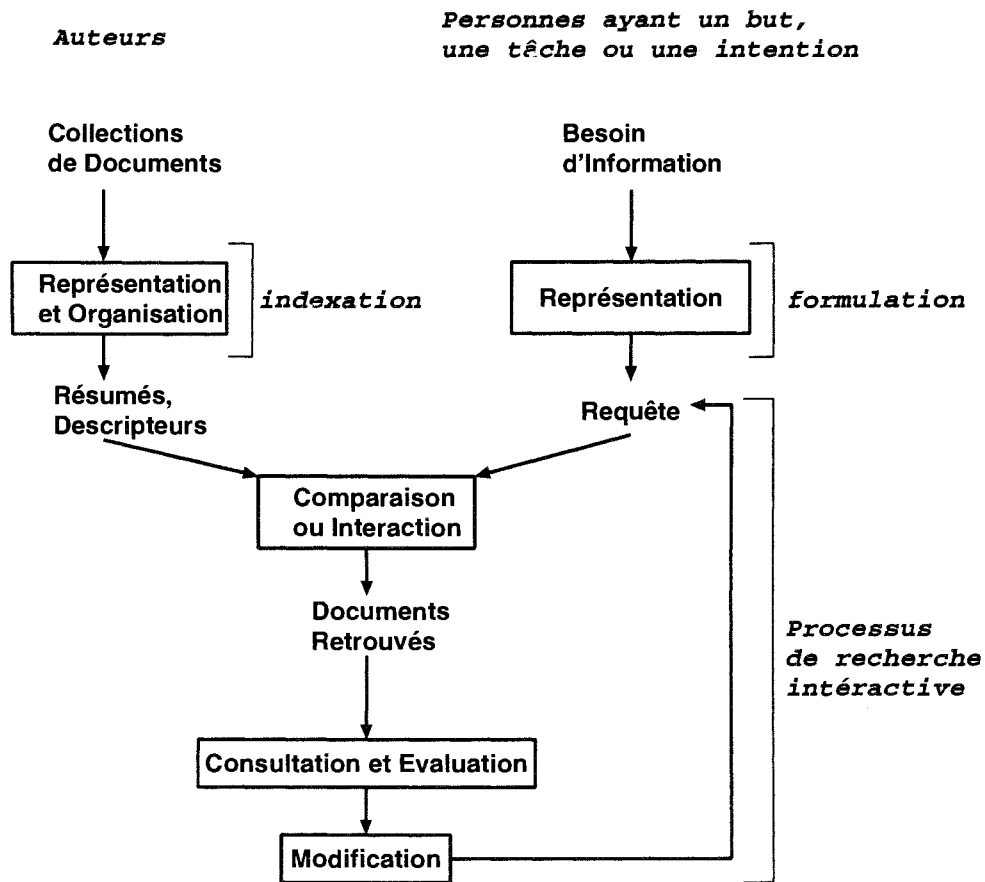 Auteurs
Personnes ayant un but,
une tâche ou une intention
Collections
de Documents
Besoin
d'Information
Représentation
et Organisation
indexation
Représentation
formulation
Résumés,
Descripteurs
Requête
Comparaison
ou Interaction
Documents
Retrouvés
Processus
de recherche
intéractive
Consultation et Evaluation
Modification